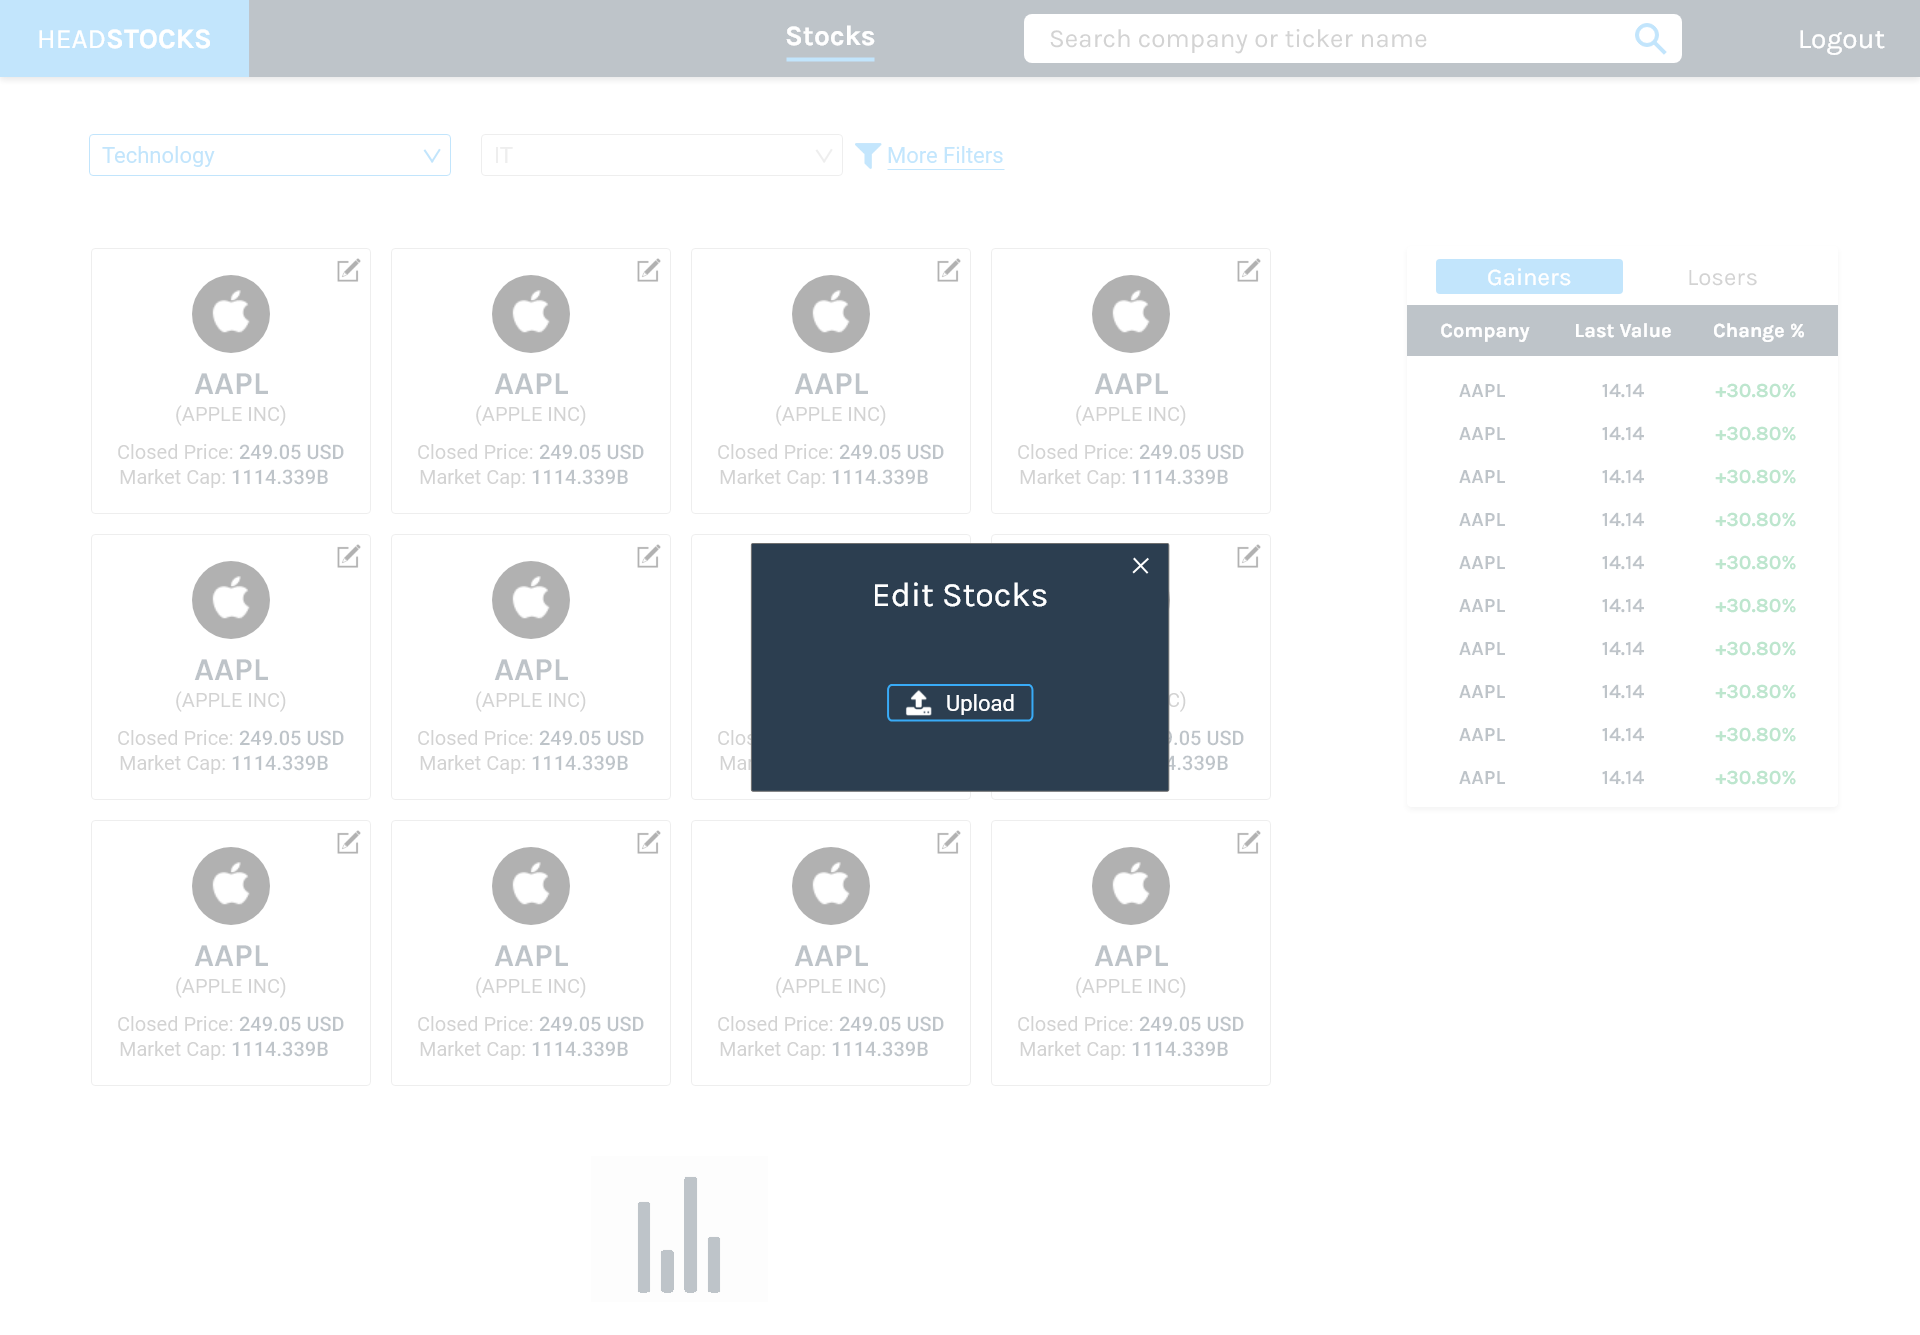 HEADSTOCKS
Stocks
Search company or ticker name
Logout
Technology
IT
More Filters
AAPL
(APPLE INC)
Closed Price: 249.05 USD
Market Cap: 1114.339B
AAPL
(APPLE INC)
Closed Price: 249.05 USD
Market Cap: 1114.339B
AAPL
(APPLE INC)
Closed Price: 249.05 USD
Market Cap: 1114.339B
AAPL
(APPLE INC)
Closed Price: 249.05 USD
Market Cap: 1114.339B
AAPL
(APPLE INC)
Closed Price: 249.05 USD
Market Cap: 1114.339B
AAPL
(APPLE INC)
Closed Price: 249.05 USD
Market Cap: 1114.339B
Edit Stocks
Upload
.05 USD
4.339B
AAPL
(APPLE INC)
Closed Price: 249.05 USD
Market Cap: 1114.339B
AAPL
(APPLE INC)
Closed Price: 249.05 USD
Market Cap: 1114.339B
AAPL
(APPLE INC)
Closed Price: 249.05 USD
Market Cap: 1114.339B
AAPL
(APPLE INC)
Closed Price: 249.05 USD
Market Cap: 1114.339B
Gainers Losers
Company Last Value Change %
AAPL 14.14 +30.80%
AAPL 14.14 +30.80%
AAPL 14.14 +30.80%
AAPL 14.14 +30.80%
AAPL 14.14 +30.80%
AAPL 14.14 +30.80%
AAPL 14.14 +30.80%
AAPL 14.14 +30.80%
AAPL 14.14 +30.80%
AAPL 14.14 +30.80%